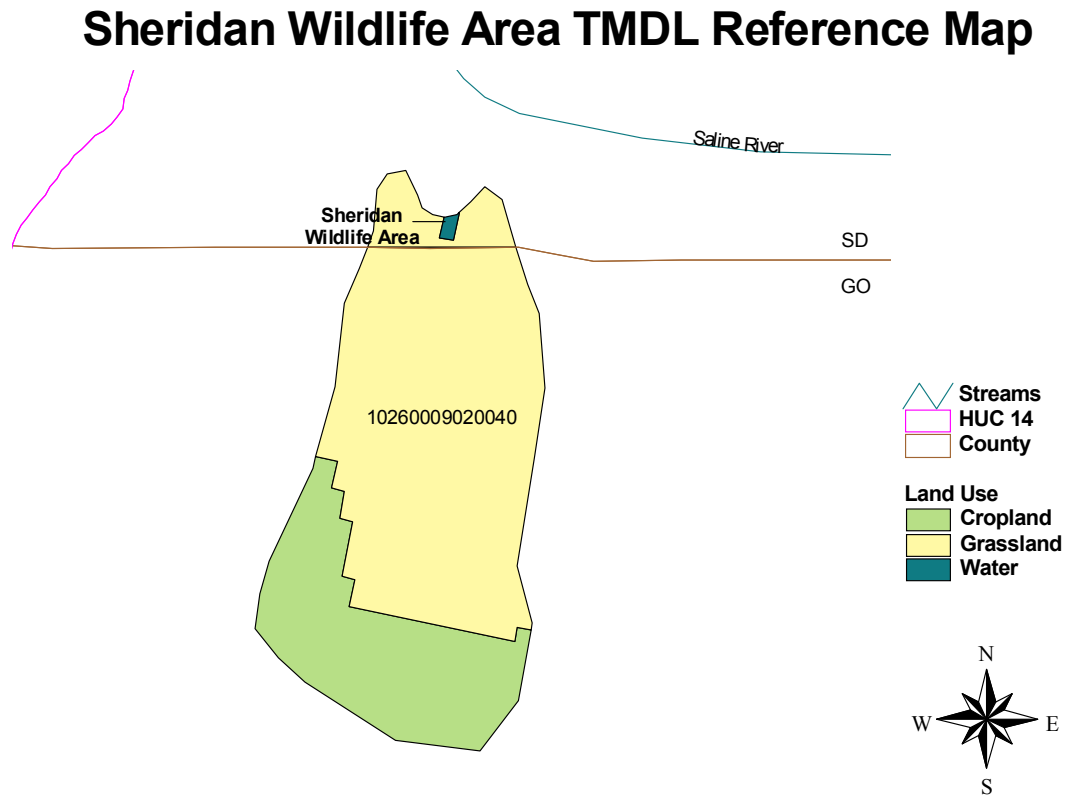 Sheridan Wildlife Area TMDL Reference Map
Saline River
Sheridan
Wildlife Area
SD
GO
10260009020040
Streams
HUC 14
County
Land Use
Cropland
Grassland
Water
N
W
E
S